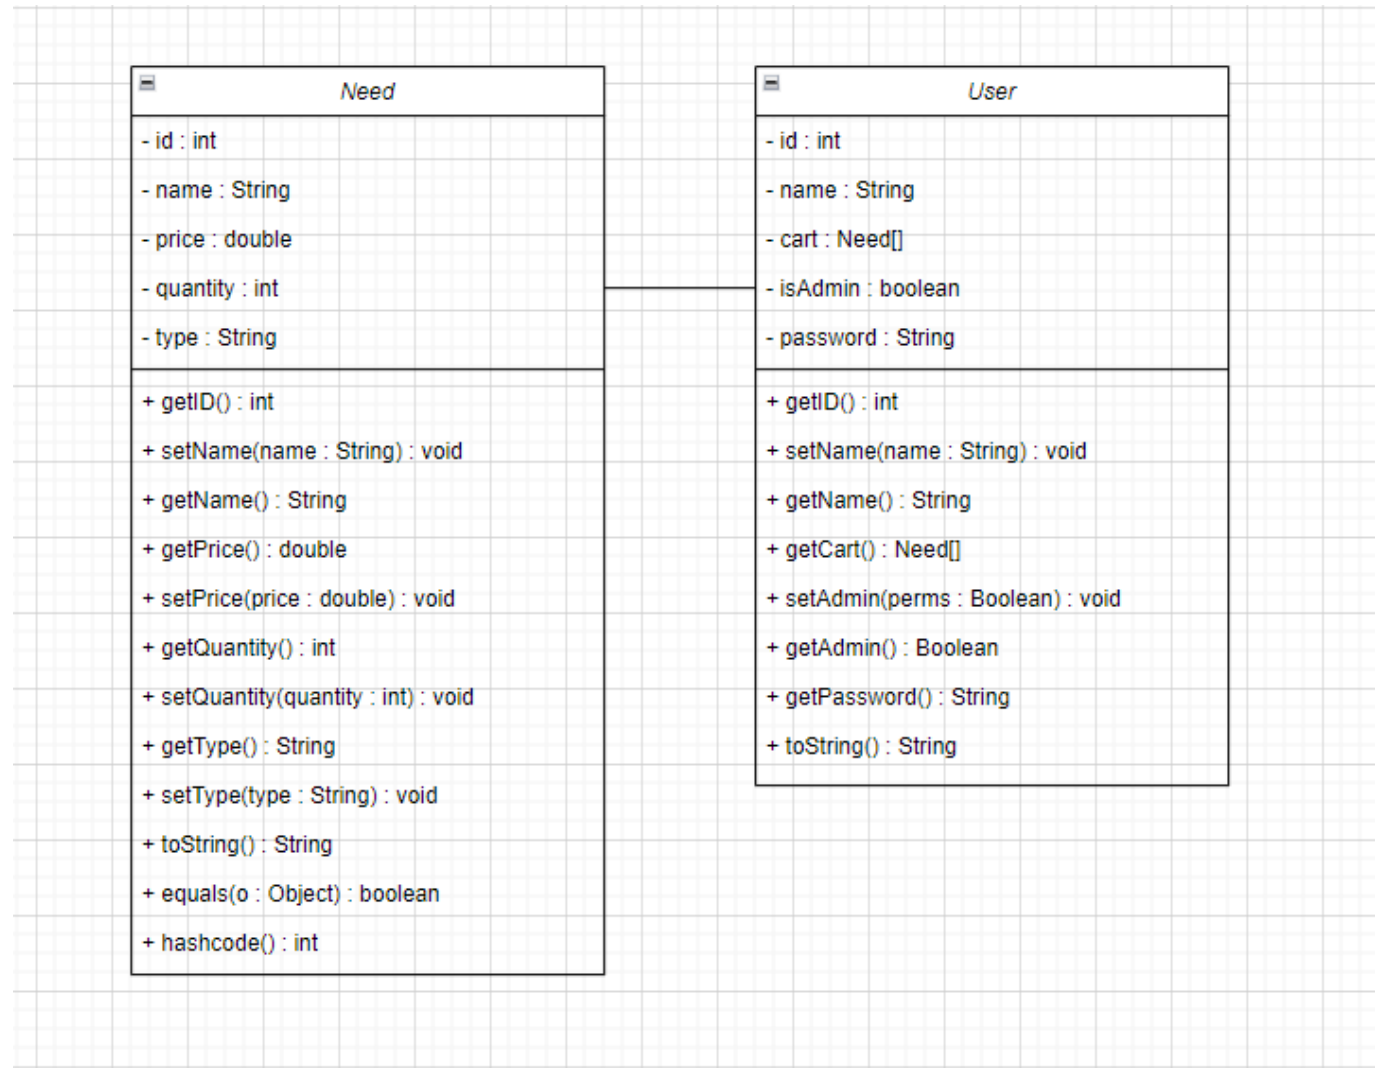 Need
- id : int
- name : String
- price : double
- quantity : int
- type : String
+ getID() : int
+ setName(name : String) : void
+ getName() : String
+ getPrice() : double
+ setPrice(price : double) : void
+ getQuantity() : int
+ setQuantity(quantity : int) : void
+ getType() : String
+ setType(type : String) : void
+ toString() : String
+ equals(o : Object) : boolean
+ hashcode() : int
User
- id : int
- name : String
- cart : Need[]
- isAdmin : boolean
- password : String
+ getID() : int
+ setName(name : String) : void
+ getName() : String
+ getCart() : Need[]
+ setAdmin(perms : Boolean) : void
+ getAdmin() : Boolean
+ getPassword() : String
+ toString() : String